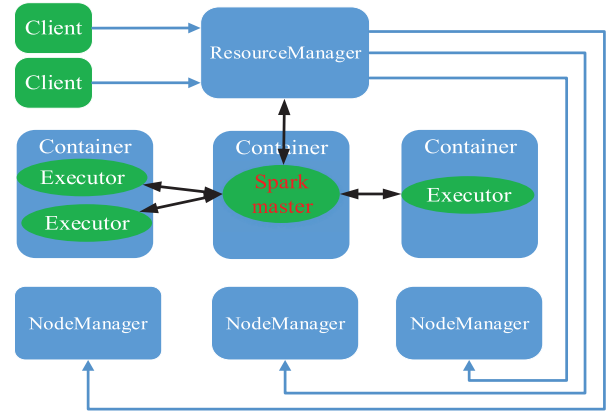 Client
ResourceManager
Client
Container
Container
Container
Executor
Executor
Spark
master
Executor
NodeManager
NodeManager
NodeManager